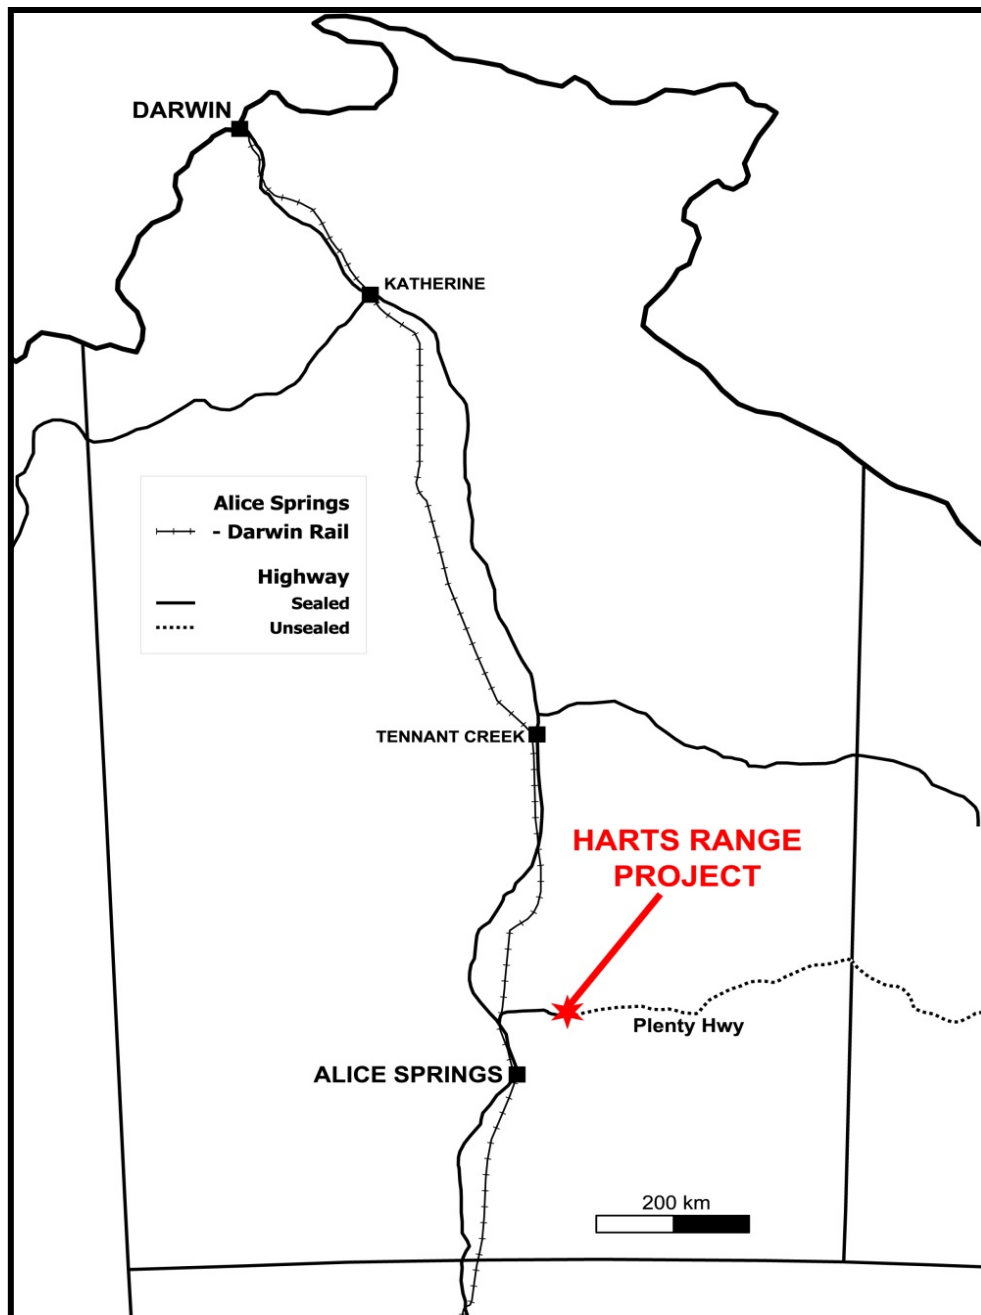 DARWIN
KATHERINE
Alice Springs
- Darwin Rail
Highway
Sealed
Unsealed
TENNANT CREEK
HARTS RANGE
PROJECT
Plenty Hwy
ALICE SPRINGS
200 km